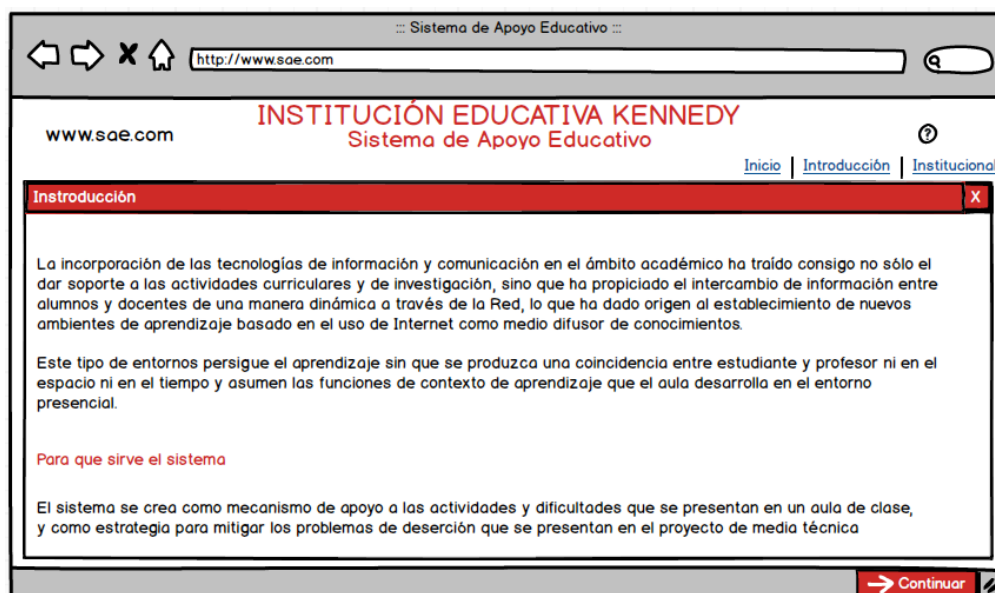 ::: Sistema de Apoyo Educativo :::
http://www.sae.com
INSTITUCIÓN EDUCATIVA KENNEDY
www.sae.com
Sistema de Apoyo Educativo
?
Inicio | Introducción | Institucional
Instroducción
X
La incorporación de las tecnologías de información y comunicación en el ámbito académico ha traído consigo no sólo el
dar soporte a las actividades curriculares y de investigación, sino que ha propiciado el intercambio de información entre
alumnos y docentes de una manera dinámica a través de la Red, lo que ha dado origen al establecimiento de nuevos
ambientes de aprendizaje basado en el uso de Internet como medio difusor de conocimientos.
Este tipo de entornos persigue el aprendizaje sin que se produzca una coincidencia entre estudiante y profesor ni en el
espacio ni en el tiempo y asumen las funciones de contexto de aprendizaje que el aula desarrolla en el entorno
presencial.
Para que sirve el sistema
El sistema se crea como mecanismo de apoyo a las actividades y dificultades que se presentan en un aula de clase,
y como estrategia para mitigar los problemas de deserción que se presentan en el proyecto de media técnica
Continuar